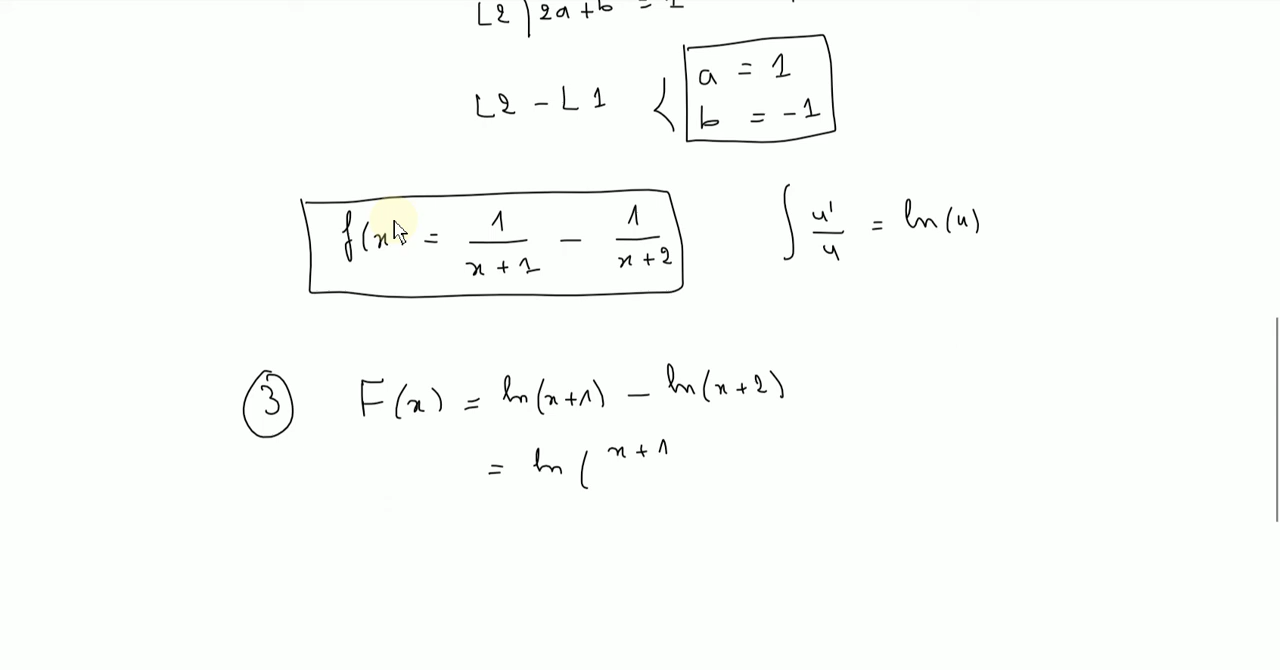 L2 | 2a + b = 1
L2 - L1 < a = 1
b = -1
f(x) = 1/(x+1) - 1/(x+2)
∫ u'/u = ln(u)
③ F(x) = ln(x+1) - ln(x+2)
= ln( x+1